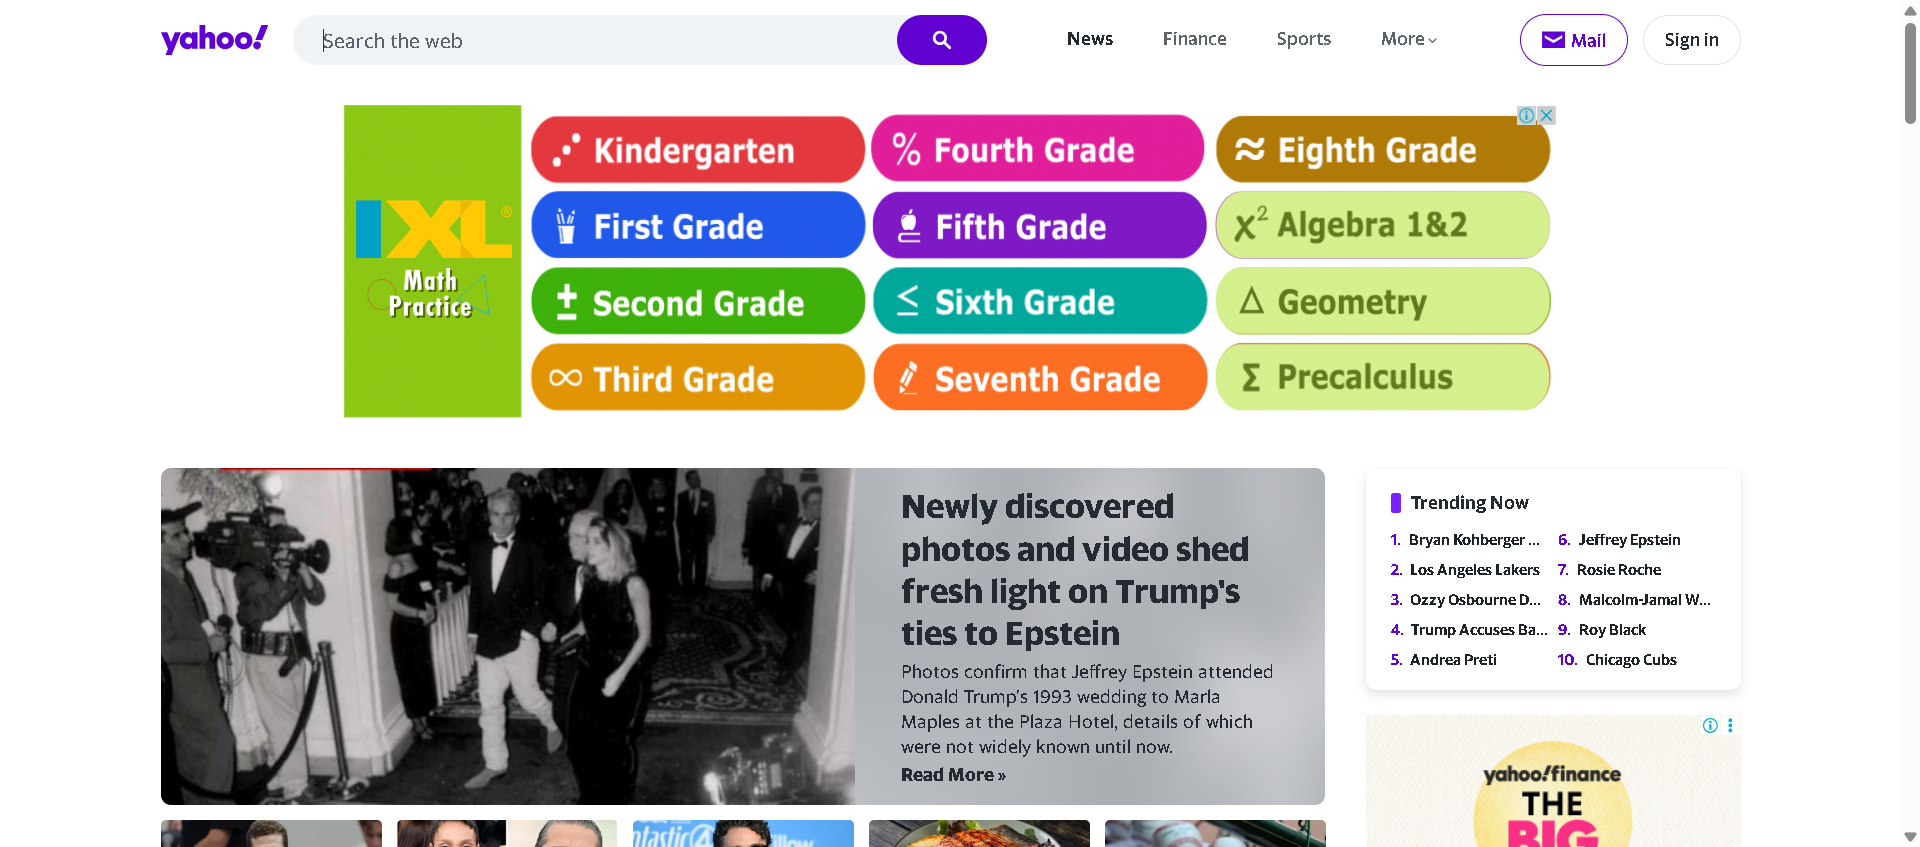 yahoo!
Search the web
News
Finance
Sports
More
Mail
Sign in
IXL®
Math
Practice
Kindergarten
First Grade
Second Grade
Third Grade
Fourth Grade
Fifth Grade
Sixth Grade
Seventh Grade
Eighth Grade
x² Algebra 1&2
Geometry
Precalculus
Newly discovered
photos and video shed
fresh light on Trump's
ties to Epstein
Photos confirm that Jeffrey Epstein attended
Donald Trump's 1993 wedding to Marla
Maples at the Plaza Hotel, details of which
were not widely known until now.
Read More »
Trending Now
1. Bryan Kohberger ...
2. Los Angeles Lakers
3. Ozzy Osbourne D...
4. Trump Accuses Ba...
5. Andrea Preti
6. Jeffrey Epstein
7. Rosie Roche
8. Malcolm-Jamal W...
9. Roy Black
10. Chicago Cubs
yahoo!finance
THE
BIG